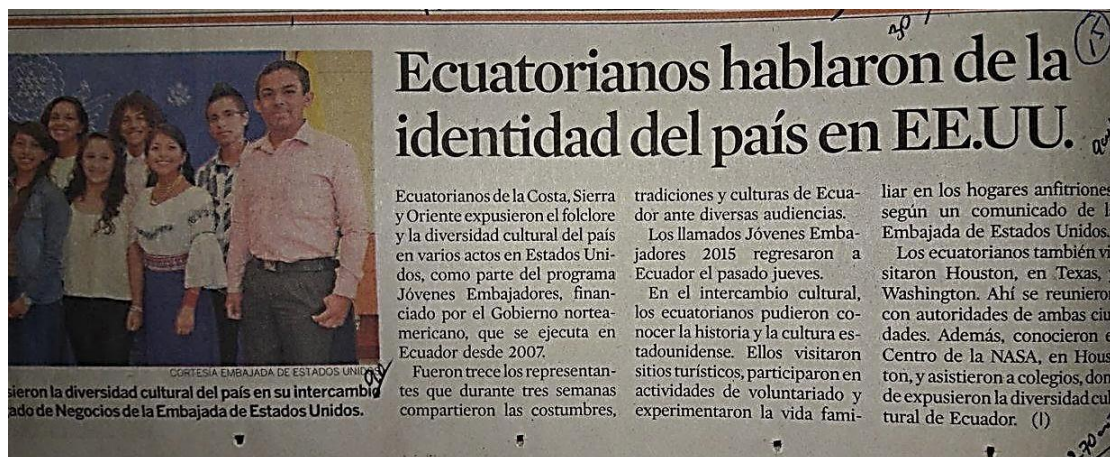 Ecuatorianos hablaron de la
identidad del país en EE.UU.
CORTESÍA EMBAJADA DE ESTADOS UNIDOS
la diversidad cultural del país en su intercambio
de Negocios de la Embajada de Estados Unidos.
Ecuatorianos de la Costa, Sierra
y Oriente expusieron el folclore
y la diversidad cultural del país
en varios actos en Estados Uni-
dos, como parte del programa
Jóvenes Embajadores, finan-
ciado por el Gobierno nortea-
mericano, que se ejecuta en
Ecuador desde 2007.
Fueron trece los representan-
tes que durante tres semanas
compartieron las costumbres,
tradiciones y culturas de Ecua-
dor ante diversas audiencias.
Los llamados Jóvenes Emba-
jadores 2015 regresaron a
Ecuador el pasado jueves.
En el intercambio cultural,
los ecuatorianos pudieron co-
nocer la historia y la cultura es-
tadounidense. Ellos visitaron
sitios turísticos, participaron en
actividades de voluntariado y
experimentaron la vida fami-
liar en los hogares anfitriones
según un comunicado de
Embajada de Estados Unidos.
Los ecuatorianos también vi
sitaron Houston, en Texas,
Washington. Ahí se reuniero
con autoridades de ambas ciu
dades. Además, conocieron e
Centro de la NASA, en Hous
ton, y asistieron a colegios, don
de expusieron la diversidad cul
tural de Ecuador. (I)